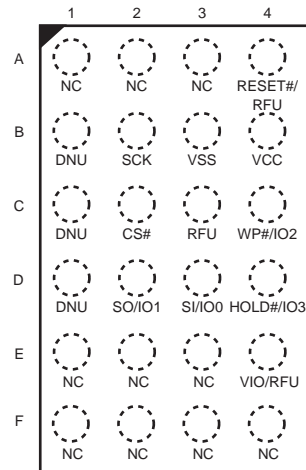 1 2 3 4
A
NC NC NC RESET#/
RFU
B
DNU SCK VSS VCC
C
DNU CS# RFU WP#/IO2
D
DNU SO/IO1 SI/IO0 HOLD#/IO3
E
NC NC NC VIO/RFU
F
NC NC NC NC